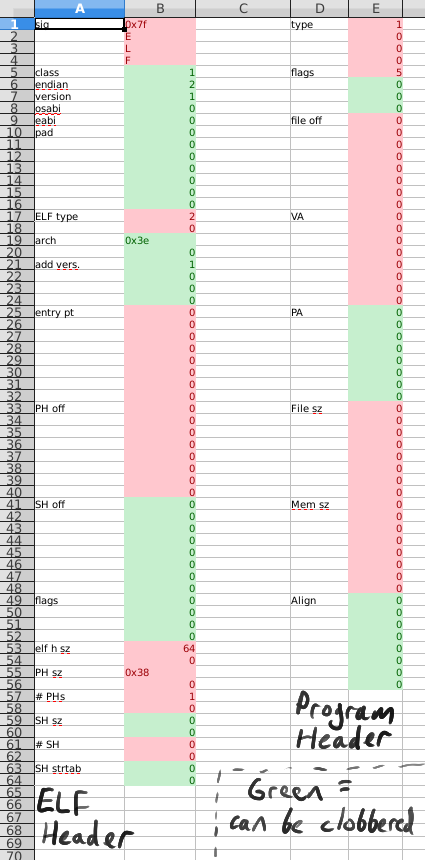 A B C D E
1 sig 0x7f type 1
2 E 0
3 L 0
4 F 0
5 class 1 flags 5
6 endian 2 0
7 version 1 0
8 osabi 0 0
9 eabi 0 file off 0
10 pad 0 0
11 0 0
12 0 0
13 0 0
14 0 0
15 0 0
16 0 0
17 ELF type 2 VA 0
18 0 0
19 arch 0x3e 0
20 0 0
21 add vers. 1 0
22 0 0
23 0 0
24 0 0
25 entry pt 0 PA 0
26 0 0
27 0 0
28 0 0
29 0 0
30 0 0
31 0 0
32 0 0
33 PH off 0 File sz 0
34 0 0
35 0 0
36 0 0
37 0 0
38 0 0
39 0 0
40 0 0
41 SH off 0 Mem sz 0
42 0 0
43 0 0
44 0 0
45 0 0
46 0 0
47 0 0
48 0 0
49 flags 0 Align 0
50 0 0
51 0 0
52 0 0
53 elf h sz 64 0
54 0 0
55 PH sz 0x38 0
56 0 0
57 # PHs 1
58 0
59 SH sz 0
60 0
61 # SH 0
62 0
63 SH strtab 0
64 0
65
66
67
68
69
70
Program
Header
ELF
Header
Green =
can be clobbered